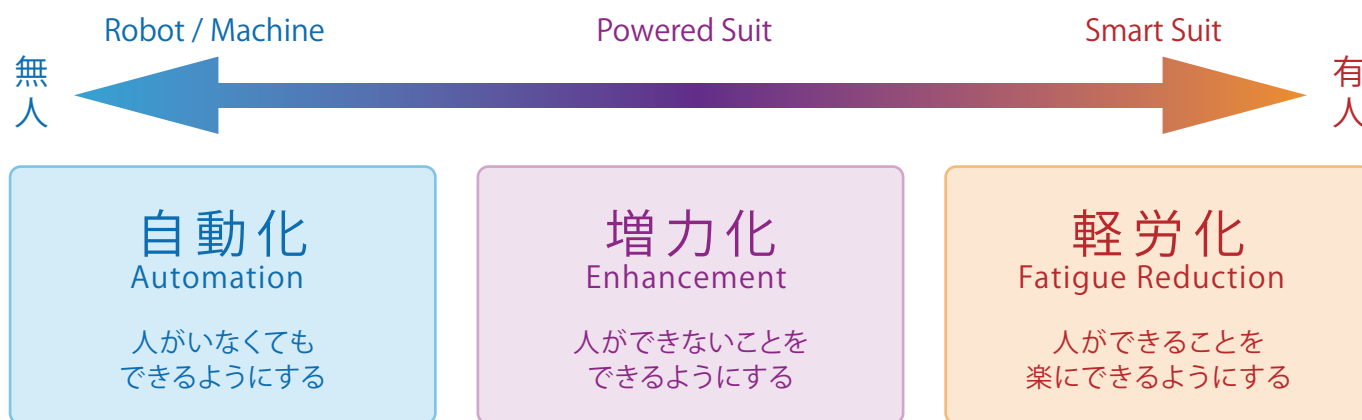 Robot / Machine
Powered Suit
Smart Suit
無人
有人
自動化
Automation
人がいなくても
できるようにする
増力化
Enhancement
人ができないことを
できるようにする
軽労化
Fatigue Reduction
人ができることを
楽にできるようにする